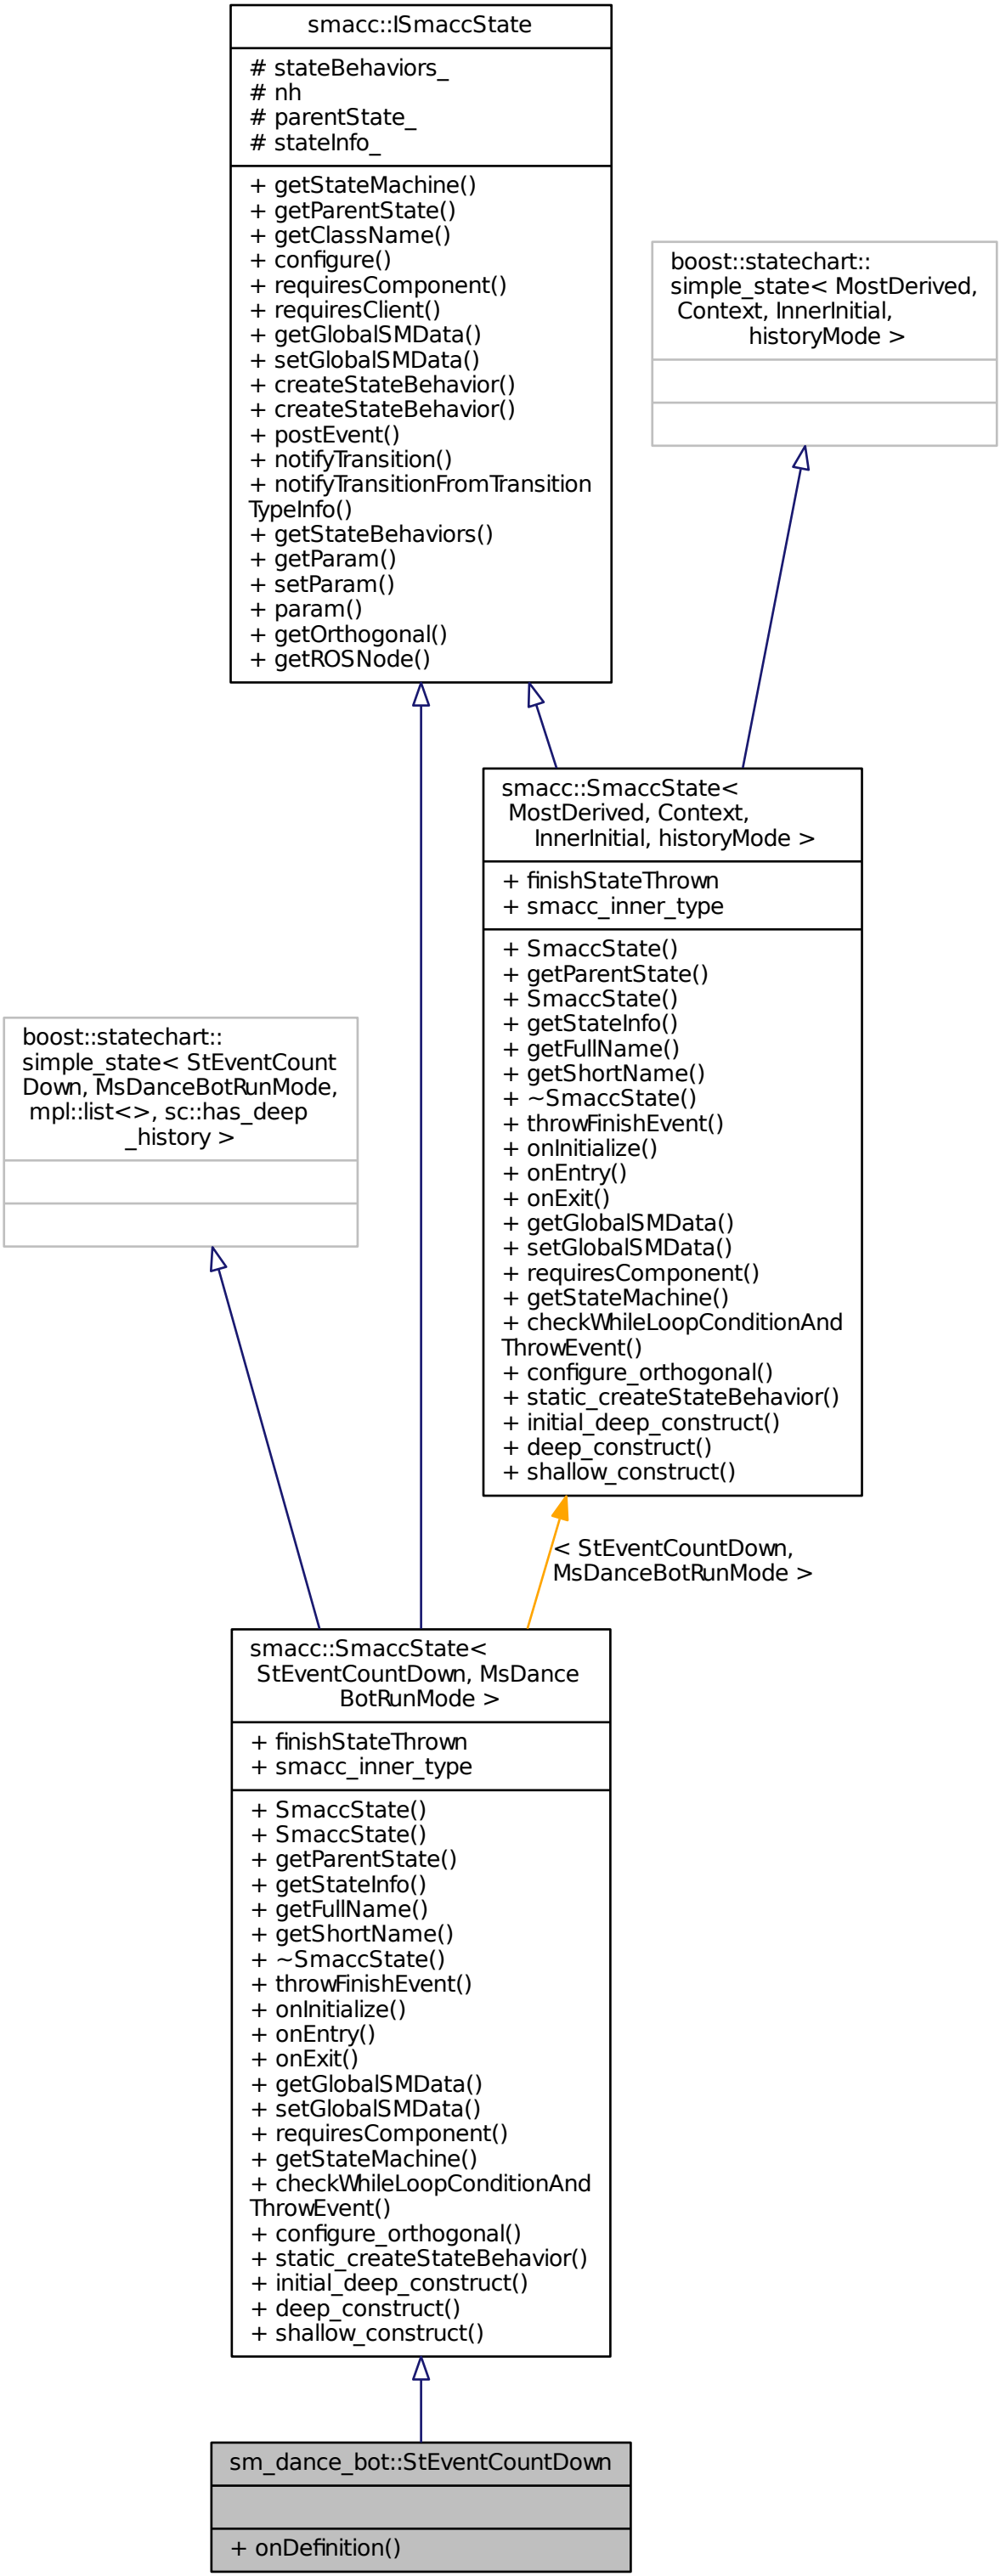 smacc::ISmaccState
# stateBehaviors_
# nh
# parentState_
# stateInfo_
+ getStateMachine()
+ getParentState()
+ getClassName()
+ configure()
+ requiresComponent()
+ requiresClient()
+ getGlobalSMData()
+ setGlobalSMData()
+ createStateBehavior()
+ createStateBehavior()
+ postEvent()
+ notifyTransition()
+ notifyTransitionFromTransition
TypeInfo()
+ getStateBehaviors()
+ getParam()
+ setParam()
+ param()
+ getOrthogonal()
+ getROSNode()
boost::statechart::
simple_state< MostDerived,
Context, InnerInitial,
historyMode >
smacc::SmaccState<
MostDerived, Context,
InnerInitial, historyMode >
+ finishStateThrown
+ smacc_inner_type
+ SmaccState()
+ getParentState()
+ SmaccState()
+ getStateInfo()
+ getFullName()
+ getShortName()
+ ~SmaccState()
+ throwFinishEvent()
+ onInitialize()
+ onEntry()
+ onExit()
+ getGlobalSMData()
+ setGlobalSMData()
+ requiresComponent()
+ getStateMachine()
+ checkWhileLoopConditionAnd
ThrowEvent()
+ configure_orthogonal()
+ static_createStateBehavior()
+ initial_deep_construct()
+ deep_construct()
+ shallow_construct()
boost::statechart::
simple_state< StEventCount
Down, MsDanceBotRunMode,
mpl::list<>, sc::has_deep
_history >
< StEventCountDown,
MsDanceBotRunMode >
smacc::SmaccState<
StEventCountDown, MsDance
BotRunMode >
+ finishStateThrown
+ smacc_inner_type
+ SmaccState()
+ SmaccState()
+ getParentState()
+ getStateInfo()
+ getFullName()
+ getShortName()
+ ~SmaccState()
+ throwFinishEvent()
+ onInitialize()
+ onEntry()
+ onExit()
+ getGlobalSMData()
+ setGlobalSMData()
+ requiresComponent()
+ getStateMachine()
+ checkWhileLoopConditionAnd
ThrowEvent()
+ configure_orthogonal()
+ static_createStateBehavior()
+ initial_deep_construct()
+ deep_construct()
+ shallow_construct()
sm_dance_bot::StEventCountDown
+ onDefinition()